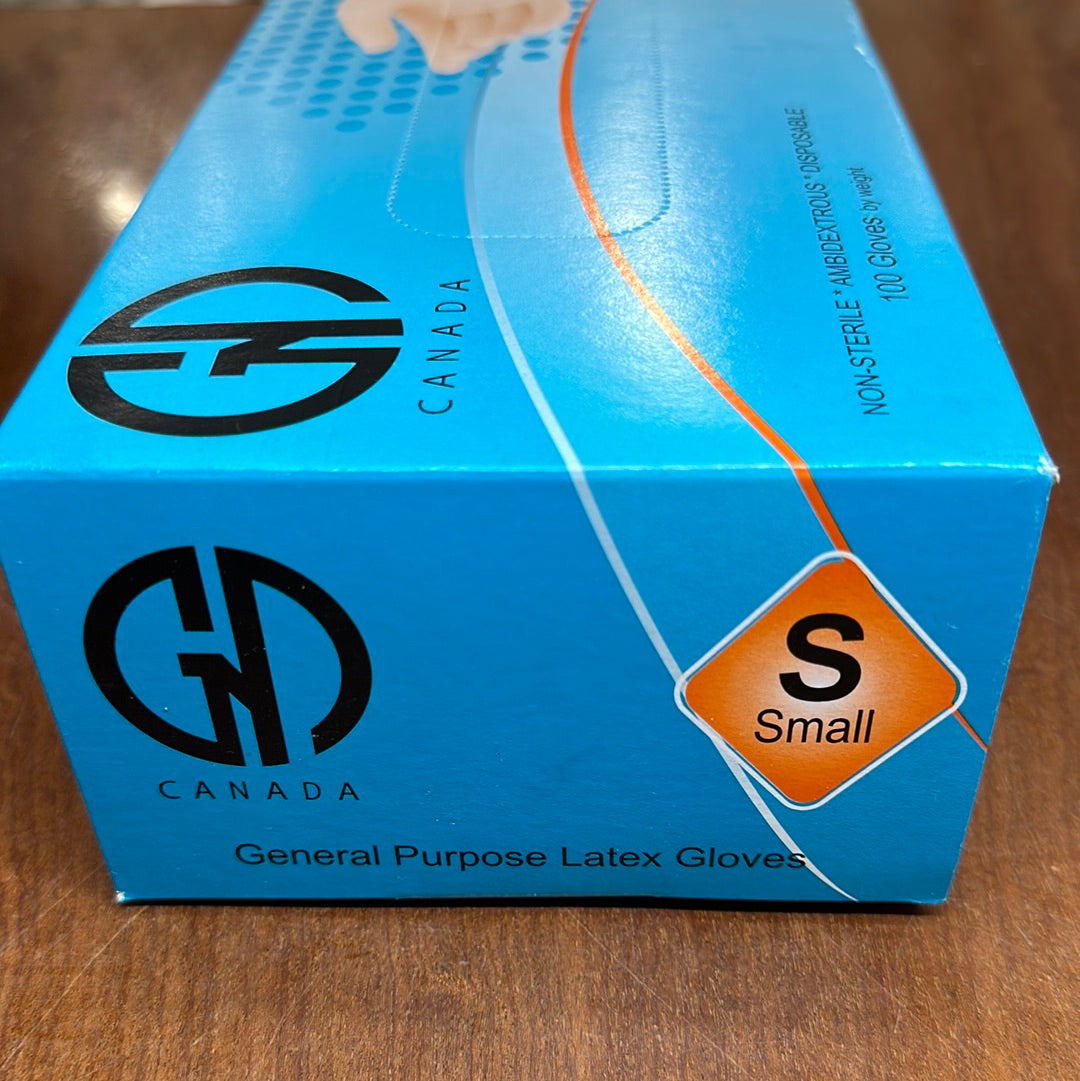 NON-STERILE * AMBIDEXTROUS * DISPOSABLE
100 Gloves by weight
CANADA
CANADA
S
Small
General Purpose Latex Gloves